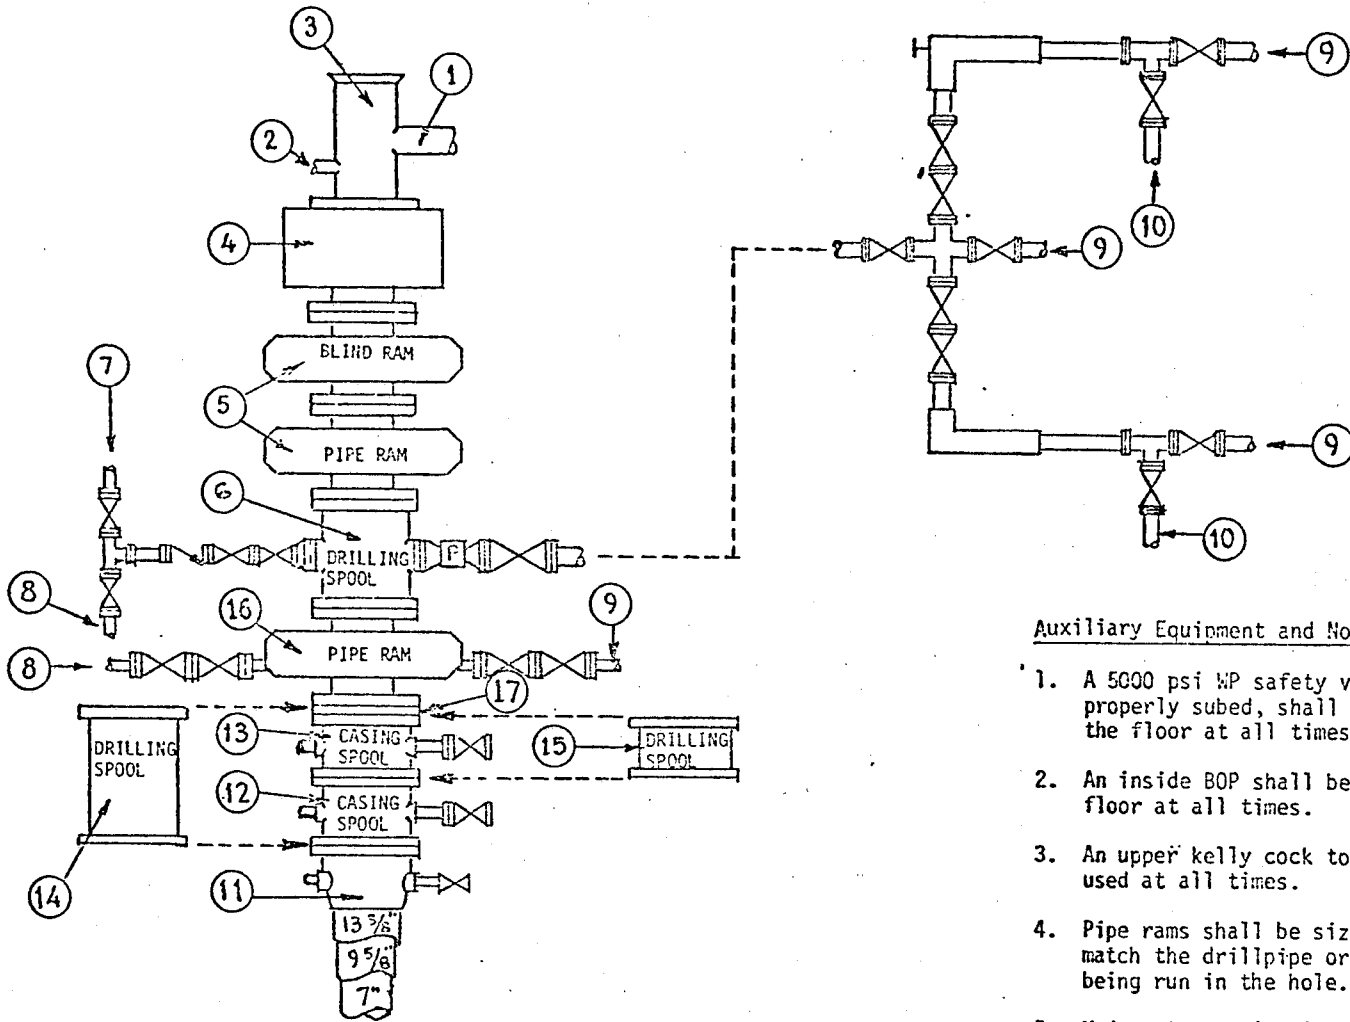 3
1
2
4
BLIND RAM
7
5
PIPE RAM
6
DRILLING
SPOOL
F
8
16
9
8
PIPE RAM
17
13
CASING
SPOOL
15
DRILLING
SPOOL
DRILLING
SPOOL
12
CASING
SPOOL
14
11
13 5/8"
9 5/8"
7"
9
10
9
9
10
Auxiliary Equipment and No
1. A 5000 psi WP safety v
properly subed, shall
the floor at all times
2. An inside BOP shall be
floor at all times.
3. An upper kelly cock to
used at all times.
4. Pipe rams shall be siz
match the drillpipe or
being run in the hole.